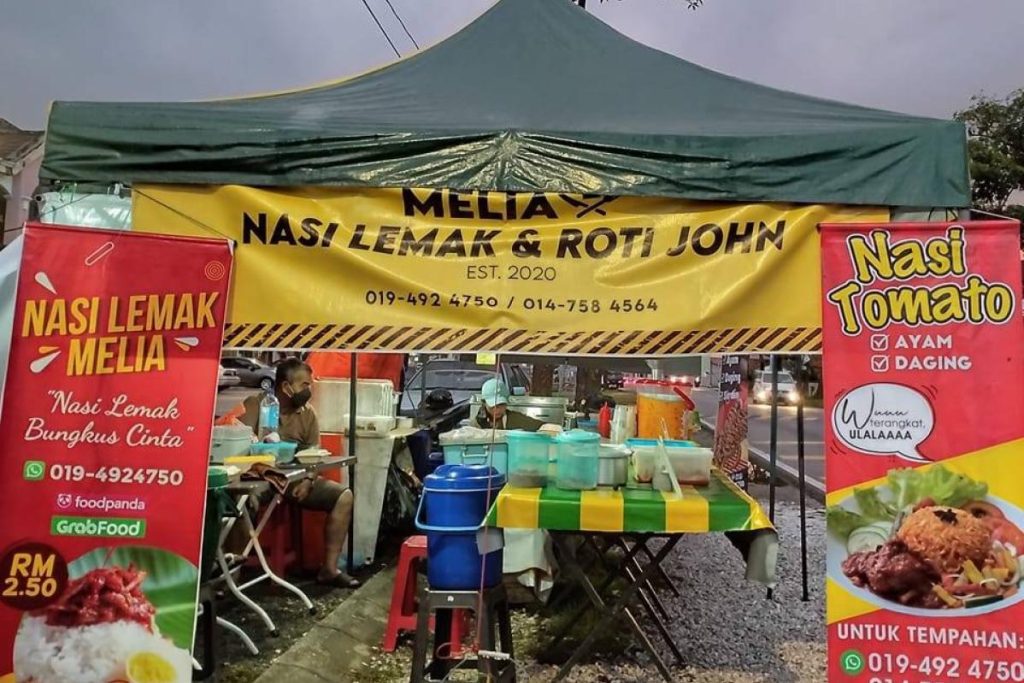 MELIA
NASI LEMAK & ROTI JOHN
EST. 2020
019-492 4750 / 014-758 4564
NASI LEMAK
MELIA
"Nasi Lemak
Bungkus Cinta"
019-4924750
foodpanda
GrabFood
RM
2.50
Nasi
Tomato
AYAM
DAGING
Wuuu
terangkat,
ULALAAAA
UNTUK TEMPAHAN:
019-492 4750